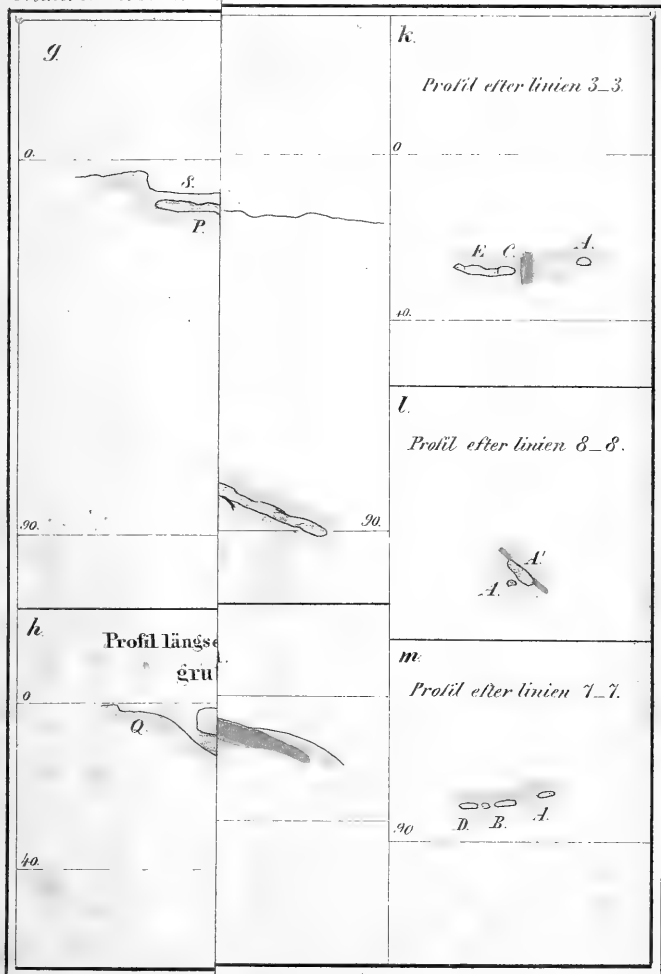 g.
0.
S.
P.
90.
90.
h.
Profil längse
gru
0
Q.
40.
k.
Profil efter linien 3_3.
0
E C. A.
40.
l.
Profil efter linien 8_8.
A'
A.
m.
Profil efter linien 7_7.
D. B. A.
90